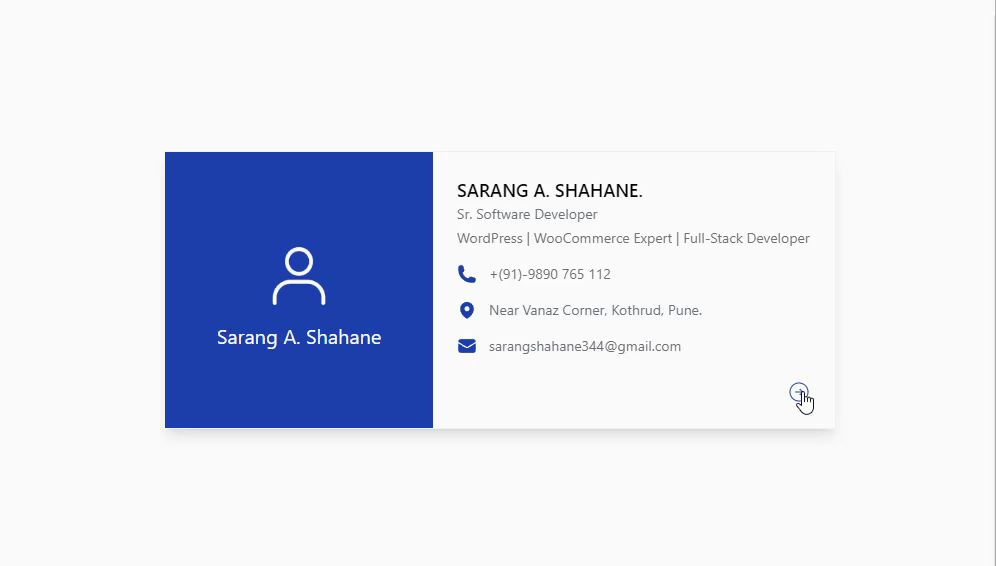 Sarang A. Shahane
SARANG A. SHAHANE.
Sr. Software Developer
WordPress | WooCommerce Expert | Full-Stack Developer
+(91)-9890 765 112
Near Vanaz Corner, Kothrud, Pune.
sarangshahane344@gmail.com